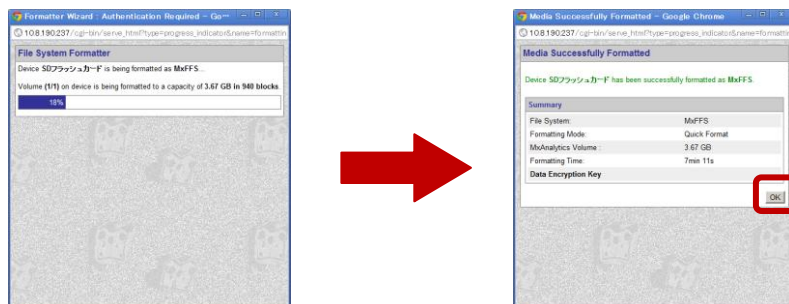 Formatter Wizard : Authentication Required - Go
10.8.190.237/cgi-bin/serve_html?type=progress_indicator&name=formattin
File System Formatter
Device SDフラッシュカード is being formatted as MxFFS...
Volume (1/1) on device is being formatted to a capacity of 3.67 GB in 940 blocks.
18%
Media Successfully Formatted - Google Chrome
10.8.190.237/cgi-bin/serve_html?type=progress_indicator&name=formattin
Media Successfully Formatted
Device SDフラッシュカード has been successfully formatted as MxFFS.
Summary
File System: MxFFS
Formatting Mode: Quick Format
MxAnalytics Volume : 3.67 GB
Formatting Time: 7min 11s
Data Encryption Key
OK